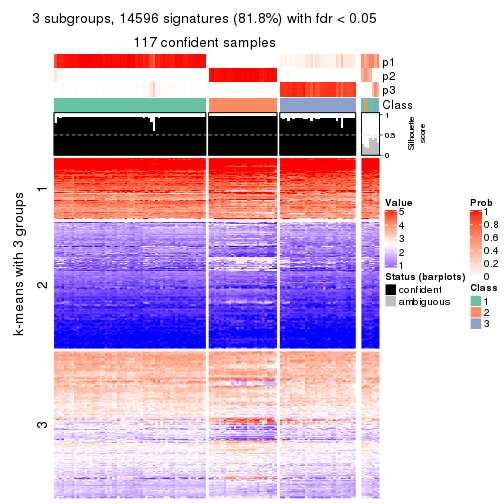 3 subgroups, 14596 signatures (81.8%) with fdr < 0.05
117 confident samples
p1
p2
p3
Class
1
0.5
0
Silhouette
score
k-means with 3 groups
1
2
3
Value
5
4
3
2
1
Status (barplots)
confident
ambiguous
Prob
1
0.8
0.6
0.4
0.2
0
Class
1
2
3